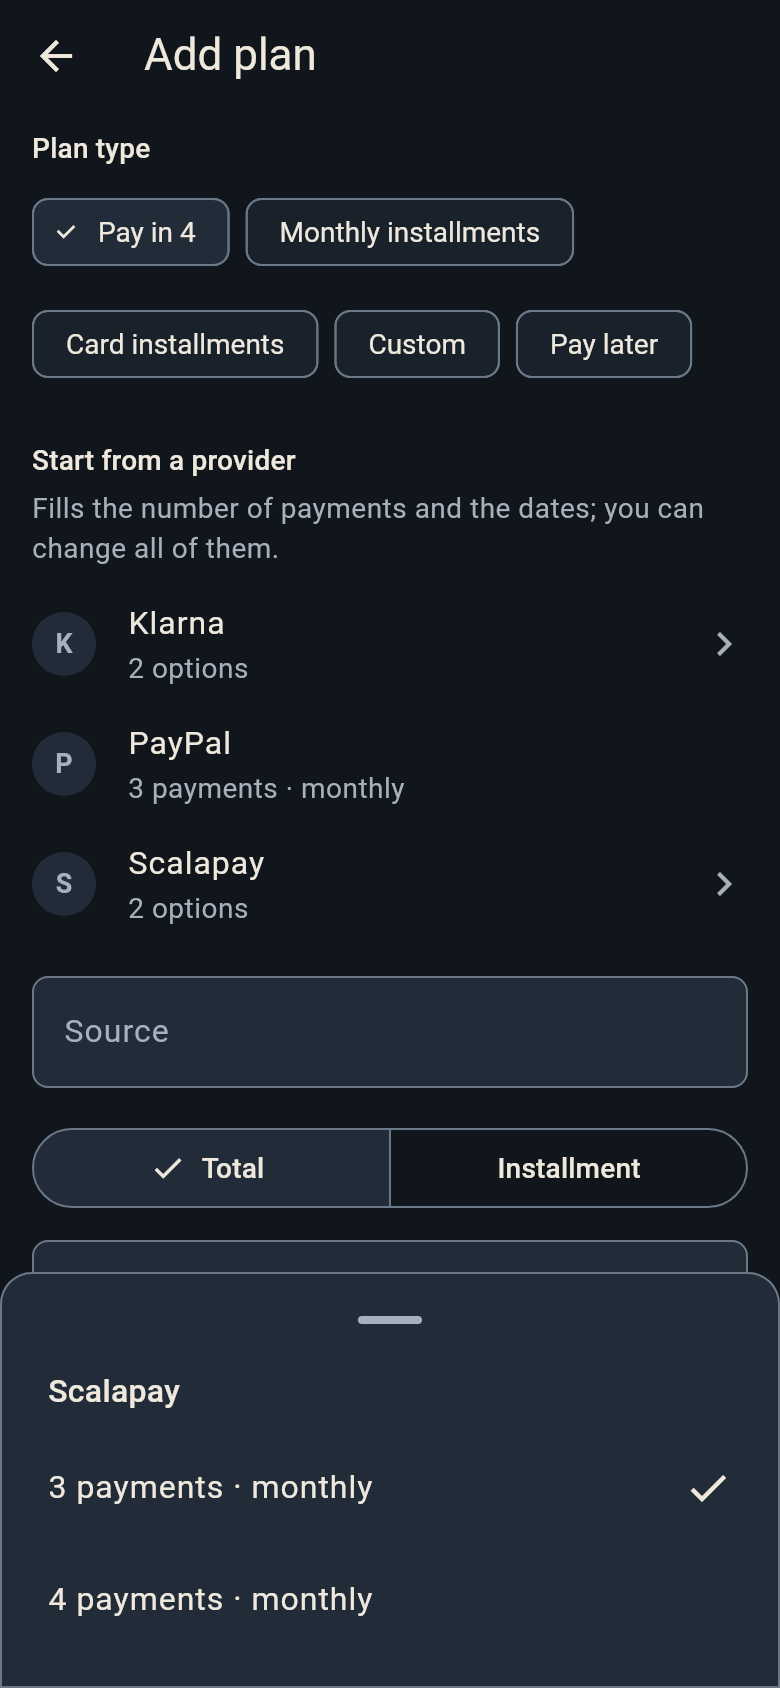 Add plan
Plan type
Pay in 4
Monthly installments
Card installments
Custom
Pay later
Start from a provider
Fills the number of payments and the dates; you can
change all of them.
K
Klarna
2 options
P
PayPal
3 payments · monthly
S
Scalapay
2 options
Source
Total
Installment
Scalapay
3 payments · monthly
4 payments · monthly